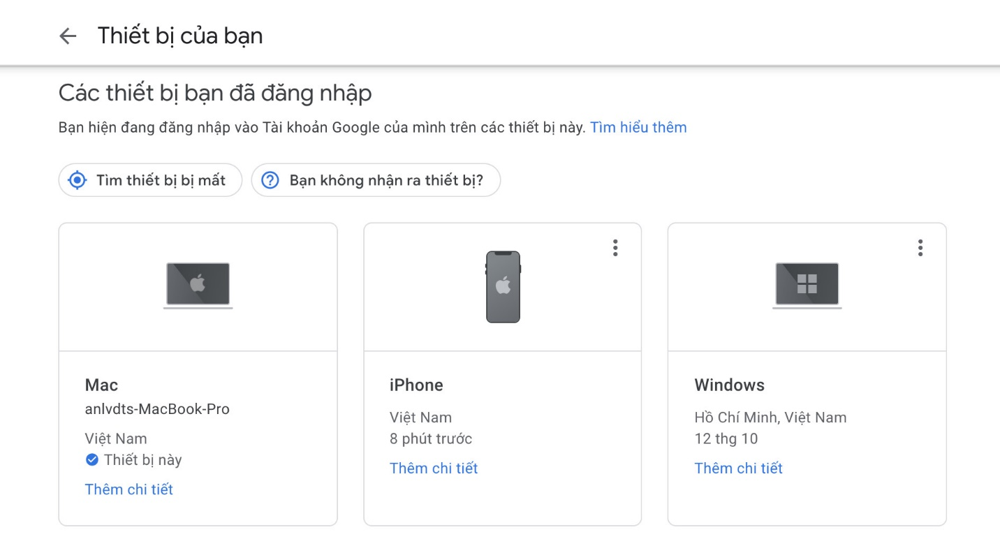 Thiết bị của bạn
Các thiết bị bạn đã đăng nhập
Bạn hiện đang đăng nhập vào Tài khoản Google của mình trên các thiết bị này. Tìm hiểu thêm
Tìm thiết bị bị mất
Bạn không nhận ra thiết bị?
Mac
anlvdts-MacBook-Pro
Việt Nam
Thiết bị này
Thêm chi tiết
iPhone
Việt Nam
8 phút trước
Thêm chi tiết
Windows
Hồ Chí Minh, Việt Nam
12 thg 10
Thêm chi tiết